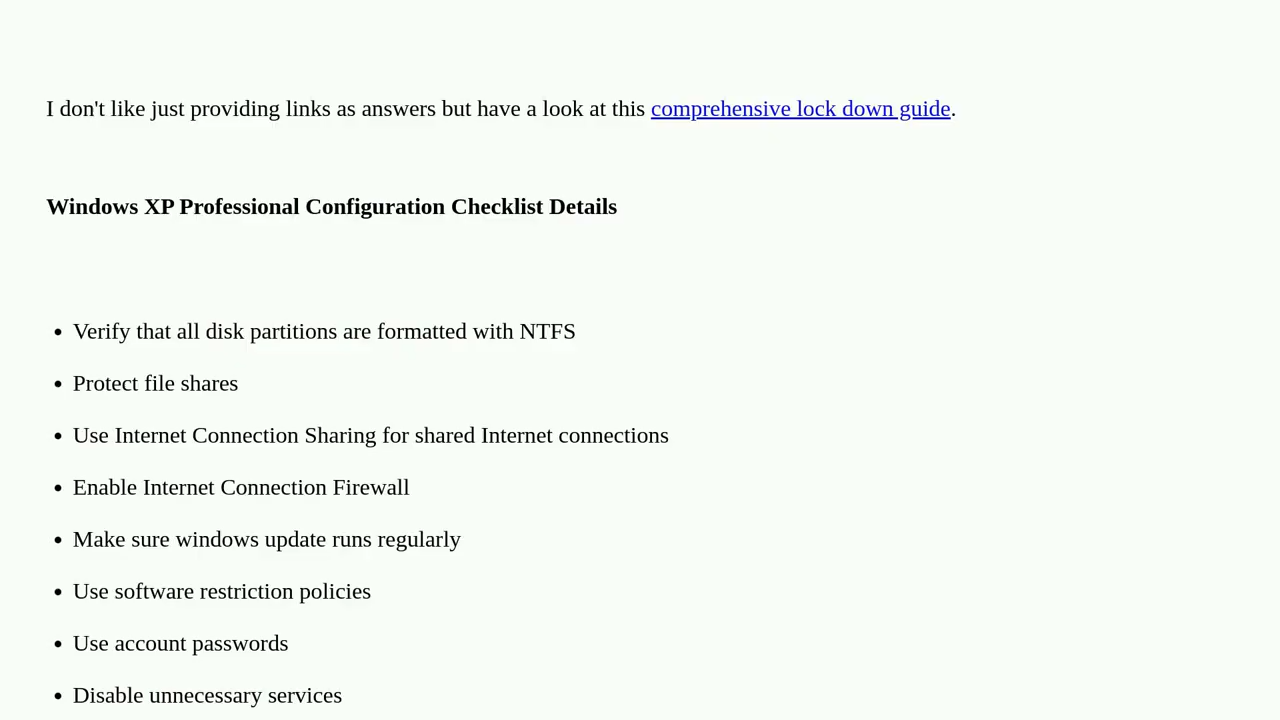 I don't like just providing links as answers but have a look at this comprehensive lock down guide.
Windows XP Professional Configuration Checklist Details
• Verify that all disk partitions are formatted with NTFS
• Protect file shares
• Use Internet Connection Sharing for shared Internet connections
• Enable Internet Connection Firewall
• Make sure windows update runs regularly
• Use software restriction policies
• Use account passwords
• Disable unnecessary services